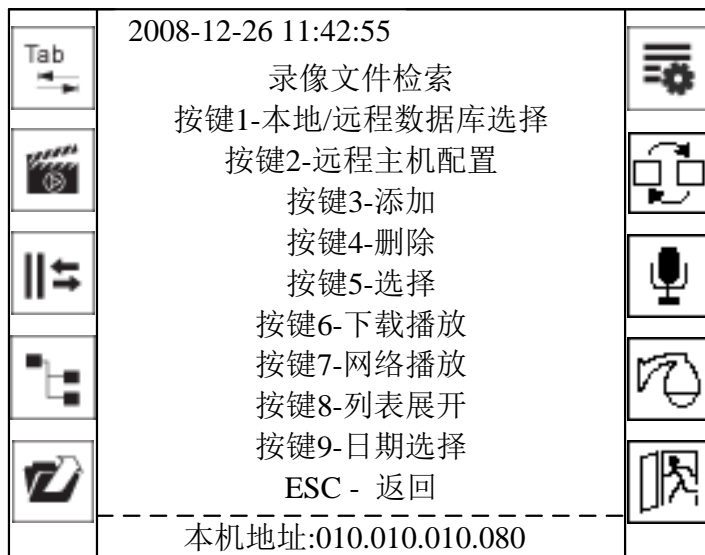 Tab
2008-12-26 11:42:55
录像文件检索
按键1-本地/远程数据库选择
按键2-远程主机配置
按键3-添加
按键4-删除
按键5-选择
按键6-下载播放
按键7-网络播放
按键8-列表展开
按键9-日期选择
ESC - 返回
本机地址:010.010.010.080